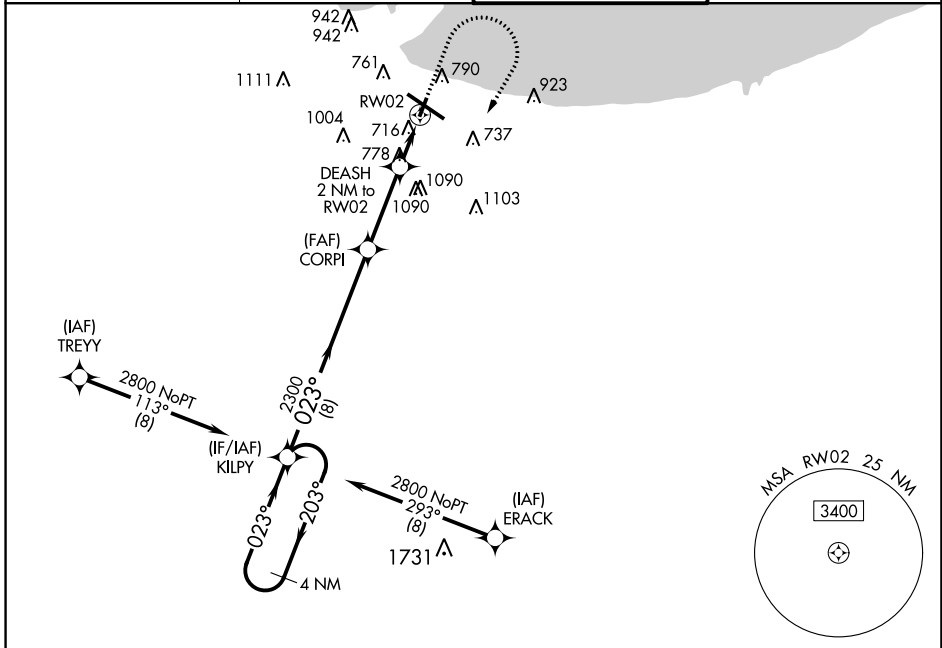 942
942
761
790
1111
923
RW02
1004
716
737
778
DEASH
2 NM to
RW02
1090
1090
1103
(FAF)
CORPI
(IAF)
TREYY
2800 NoPT
113°
(8)
2300
023°
(8)
(IF/IAF)
KILPY
023°
203°
4 NM
2800 NoPT
293°
(8)
(IAF)
ERACK
1731
MSA RW02 25 NM
3400